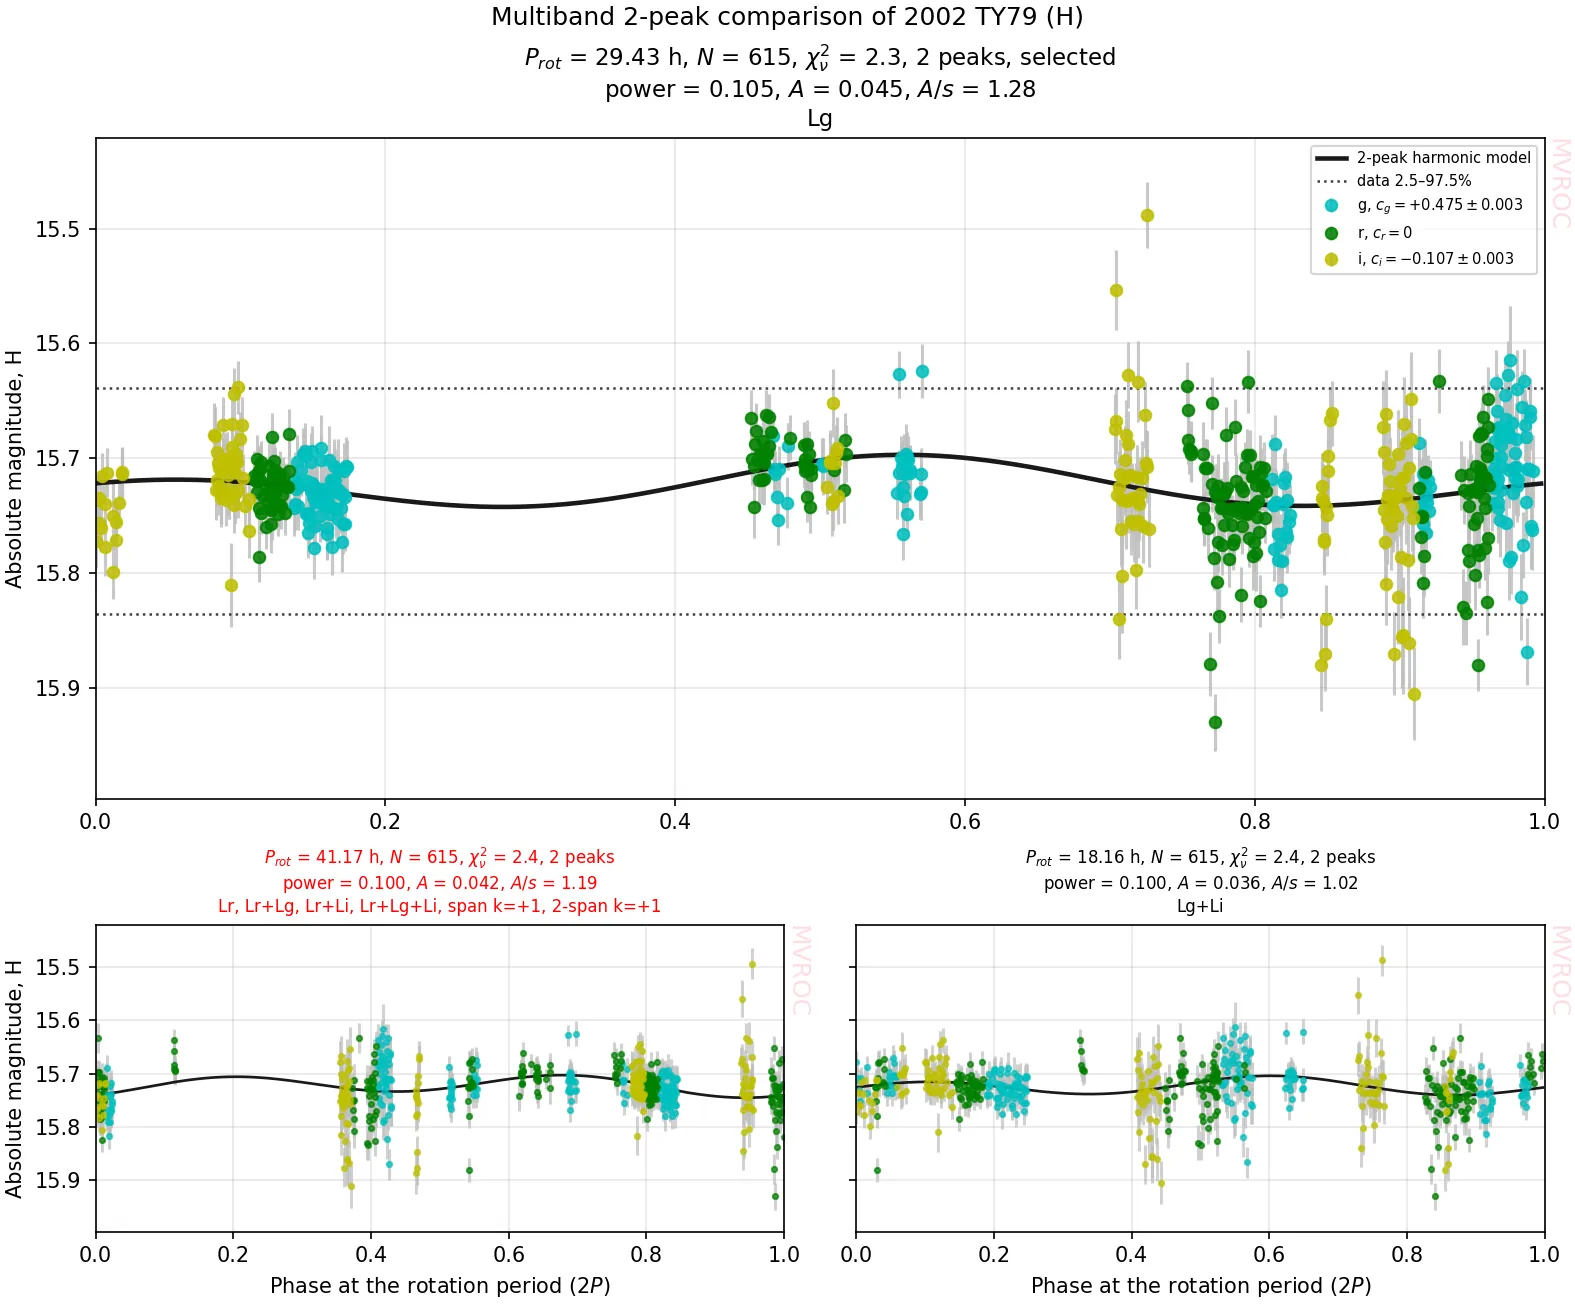 Multiband 2-peak comparison of 2002 TY79 (H)
P_rot = 29.43 h, N = 615, χ²_ν = 2.3, 2 peaks, selected
power = 0.105, A = 0.045, A/s = 1.28
Lg
2-peak harmonic model
data 2.5–97.5%
g, c_g = +0.475 ± 0.003
r, c_r = 0
i, c_i = −0.107 ± 0.003
MVROC
Absolute magnitude, H
15.5
15.6
15.7
15.8
15.9
0.0 0.2 0.4 0.6 0.8 1.0
P_rot = 41.17 h, N = 615, χ²_ν = 2.4, 2 peaks
power = 0.100, A = 0.042, A/s = 1.19
Lr, Lr+Lg, Lr+Li, Lr+Lg+Li, span k=+1, 2-span k=+1
MVROC
Absolute magnitude, H
15.5
15.6
15.7
15.8
15.9
0.0 0.2 0.4 0.6 0.8 1.0
Phase at the rotation period (2P)
P_rot = 18.16 h, N = 615, χ²_ν = 2.4, 2 peaks
power = 0.100, A = 0.036, A/s = 1.02
Lg+Li
MVROC
0.0 0.2 0.4 0.6 0.8 1.0
Phase at the rotation period (2P)